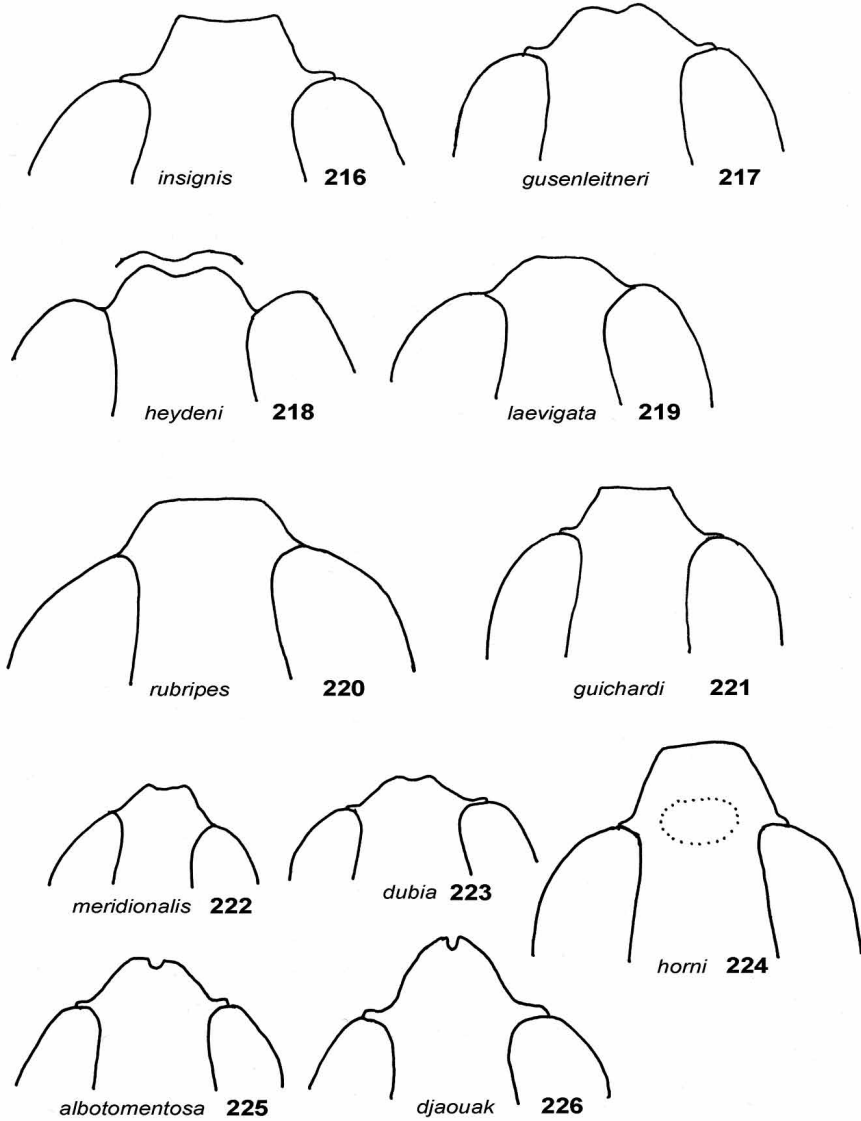 insignis 216
gusenleitneri 217
heydeni 218
laevigata 219
rubripes 220
guichardi 221
meridionalis 222
dubia 223
horni 224
albotomentosa 225
djaouak 226